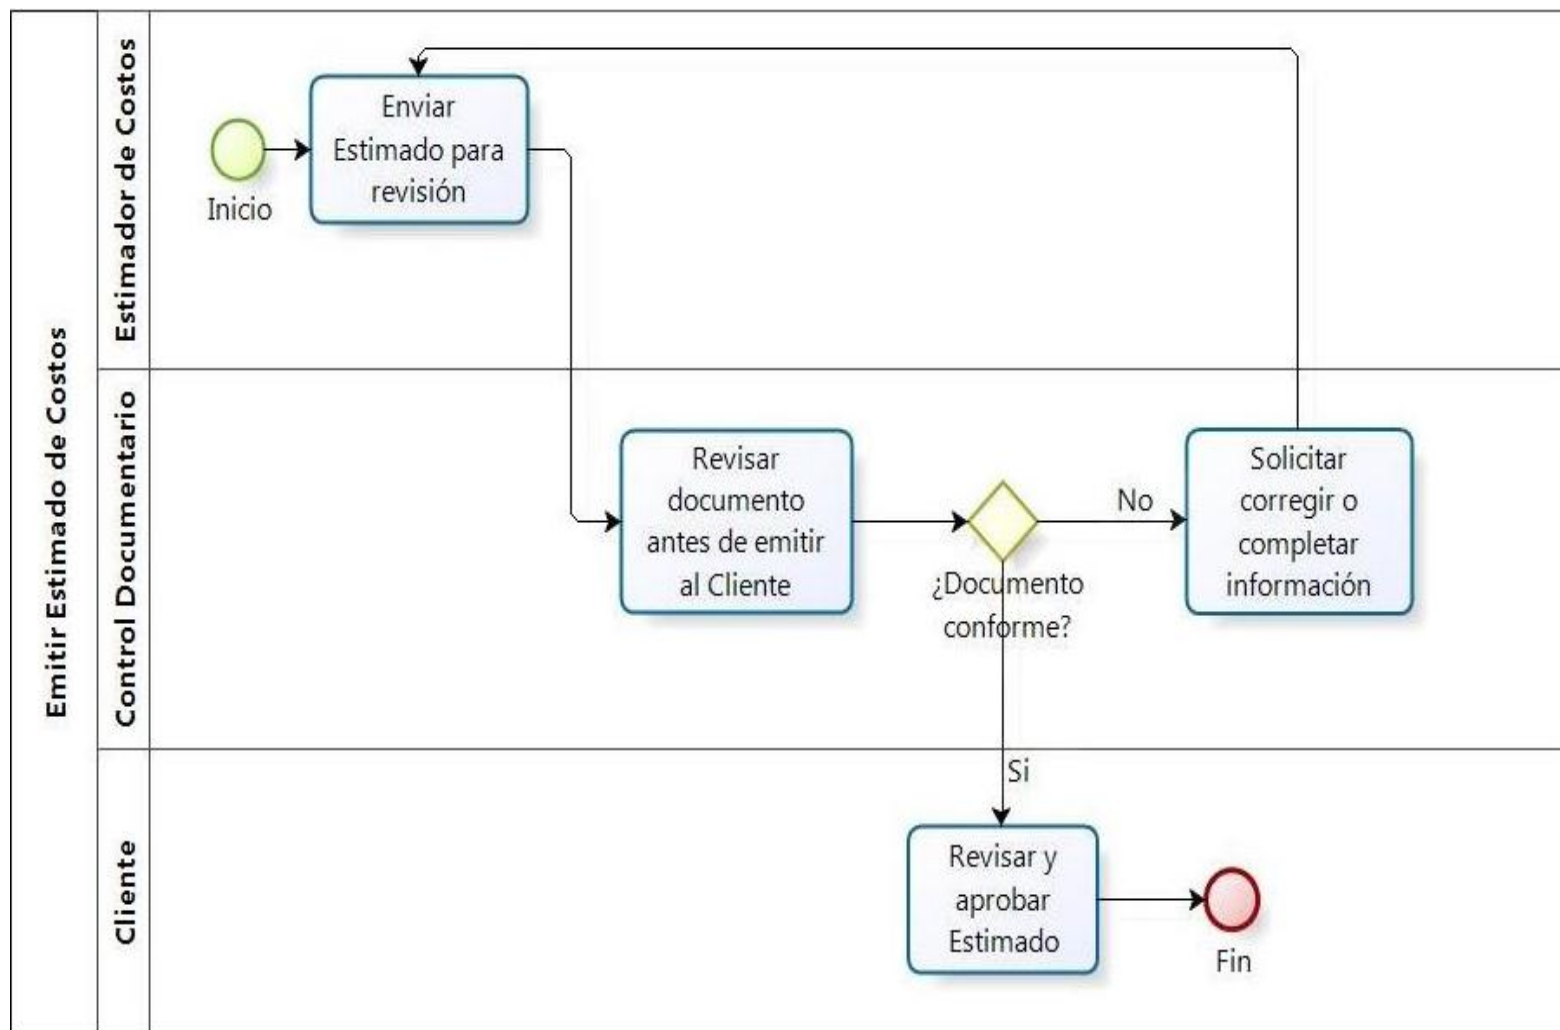 Emitir Estimado de Costos
Estimador de Costos
Inicio
Enviar
Estimado para
revisión
Control Documentario
Revisar
documento
antes de emitir
al Cliente
¿Documento
conforme?
No
Solicitar
corregir o
completar
información
Si
Cliente
Revisar y
aprobar
Estimado
Fin